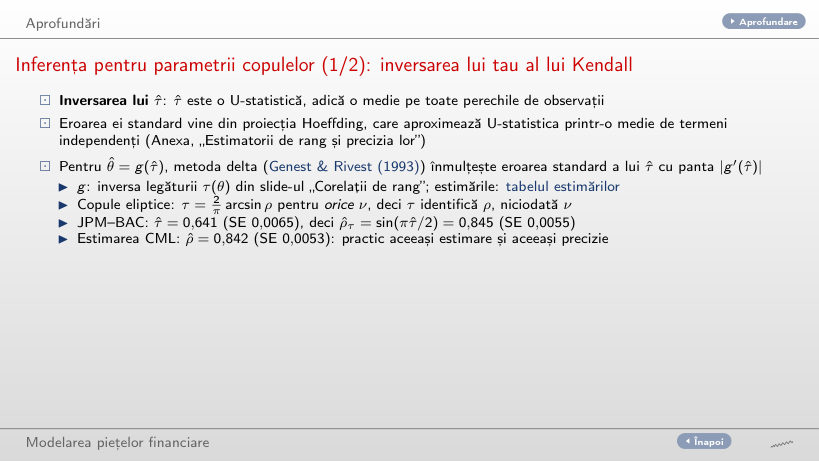 Aprofundări
Aprofundare
Inferența pentru parametrii copulelor (1/2): inversarea lui tau al lui Kendall
Inversarea lui τ̂: τ̂ este o U-statistică, adică o medie pe toate perechile de observații
Eroarea ei standard vine din proiecția Hoeffding, care aproximează U-statistica printr-o medie de termeni
independenți (Anexa, „Estimatorii de rang și precizia lor”)
Pentru θ̂ = g(τ̂), metoda delta (Genest & Rivest (1993)) înmulțește eroarea standard a lui τ̂ cu panta |g′(τ̂)|
g: inversa legăturii τ(θ) din slide-ul „Corelații de rang”; estimările: tabelul estimărilor
Copule eliptice: τ = 2/π arcsin ρ pentru orice ν, deci τ identifică ρ, niciodată ν
JPM–BAC: τ̂ = 0,641 (SE 0,0065), deci ρ̂τ = sin(πτ̂/2) = 0,845 (SE 0,0055)
Estimarea CML: ρ̂ = 0,842 (SE 0,0053): practic aceeași estimare și aceeași precizie
Modelarea piețelor financiare
Înapoi